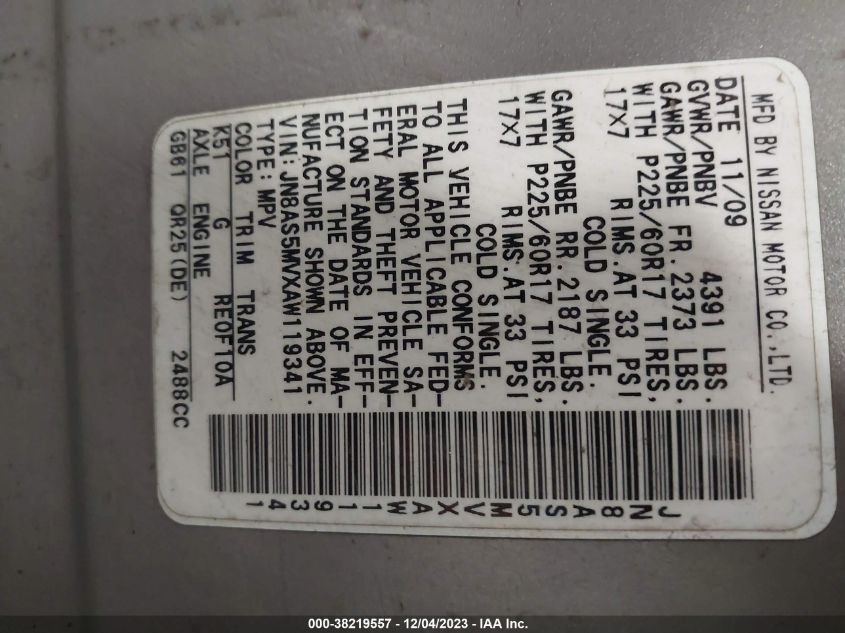 MFD BY NISSAN MOTOR CO.,LTD.
DATE 11/09
GVWR/PNBV 4391 LBS.
GAWR/PNBE FR. 2373 LBS.
WITH P225/60R17 TIRES,
17X7 RIMS.AT 33 PSI
COLD SINGLE.
GAWR/PNBE RR. 2187 LBS.
WITH P225/60R17 TIRES,
17X7 RIMS.AT 33 PSI
COLD SINGLE.
THIS VEHICLE CONFORMS
TO ALL APPLICABLE FED-
ERAL MOTOR VEHICLE SA-
FETY AND THEFT PREVEN-
TION STANDARDS IN EFF-
ECT ON THE DATE OF MA-
NUFACTURE SHOWN ABOVE.
VIN:JN8AS5MVXAW119341
TYPE:MPV
COLOR TRIM TRANS
K51 G RE0F10A
AXLE ENGINE
GB61 QR25(DE) 2488CC
JN8AS5MVXAW119341
000-38219557 - 12/04/2023 - IAA Inc.